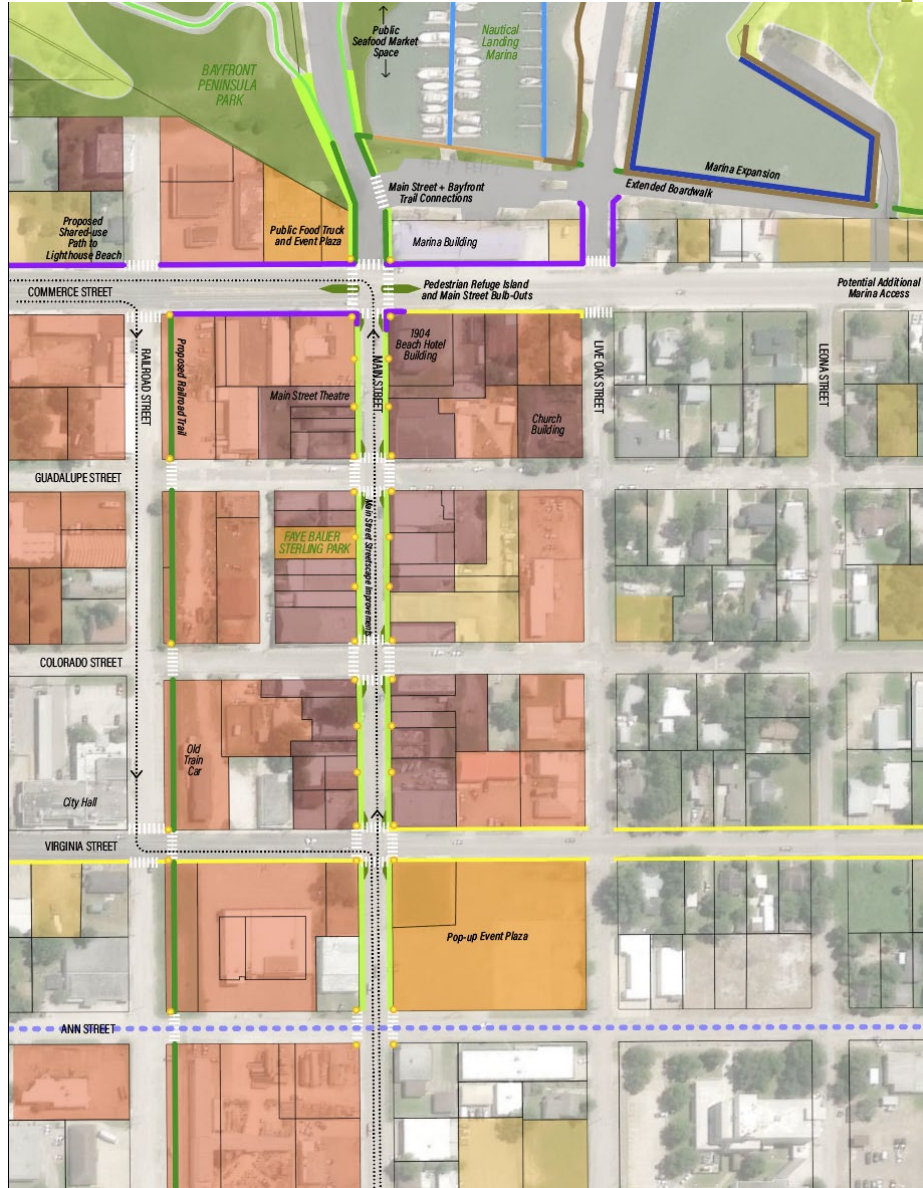 Public
Seafood Market
Space
Nautical
Landing
Marina
BAYFRONT
PENINSULA
PARK
Marina Expansion
Extended Boardwalk
Main Street + Bayfront
Trail Connections
Proposed
Shared-use
Path to
Lighthouse Beach
Public Food Truck
and Event Plaza
Marina Building
COMMERCE STREET
Pedestrian Refuge Island
and Main Street Bulb-Outs
Potential Additional
Marina Access
RAILROAD STREET
Proposed Railroad Trail
Main Street Theatre
MAIN STREET
1904
Beach Hotel
Building
Church
Building
LIVE OAK STREET
LEONA STREET
GUADALUPE STREET
FAYE BAUER
STERLING PARK
Main Street Streetscape Improvements
COLORADO STREET
Old
Train
Car
City Hall
VIRGINIA STREET
Pop-up Event Plaza
ANN STREET